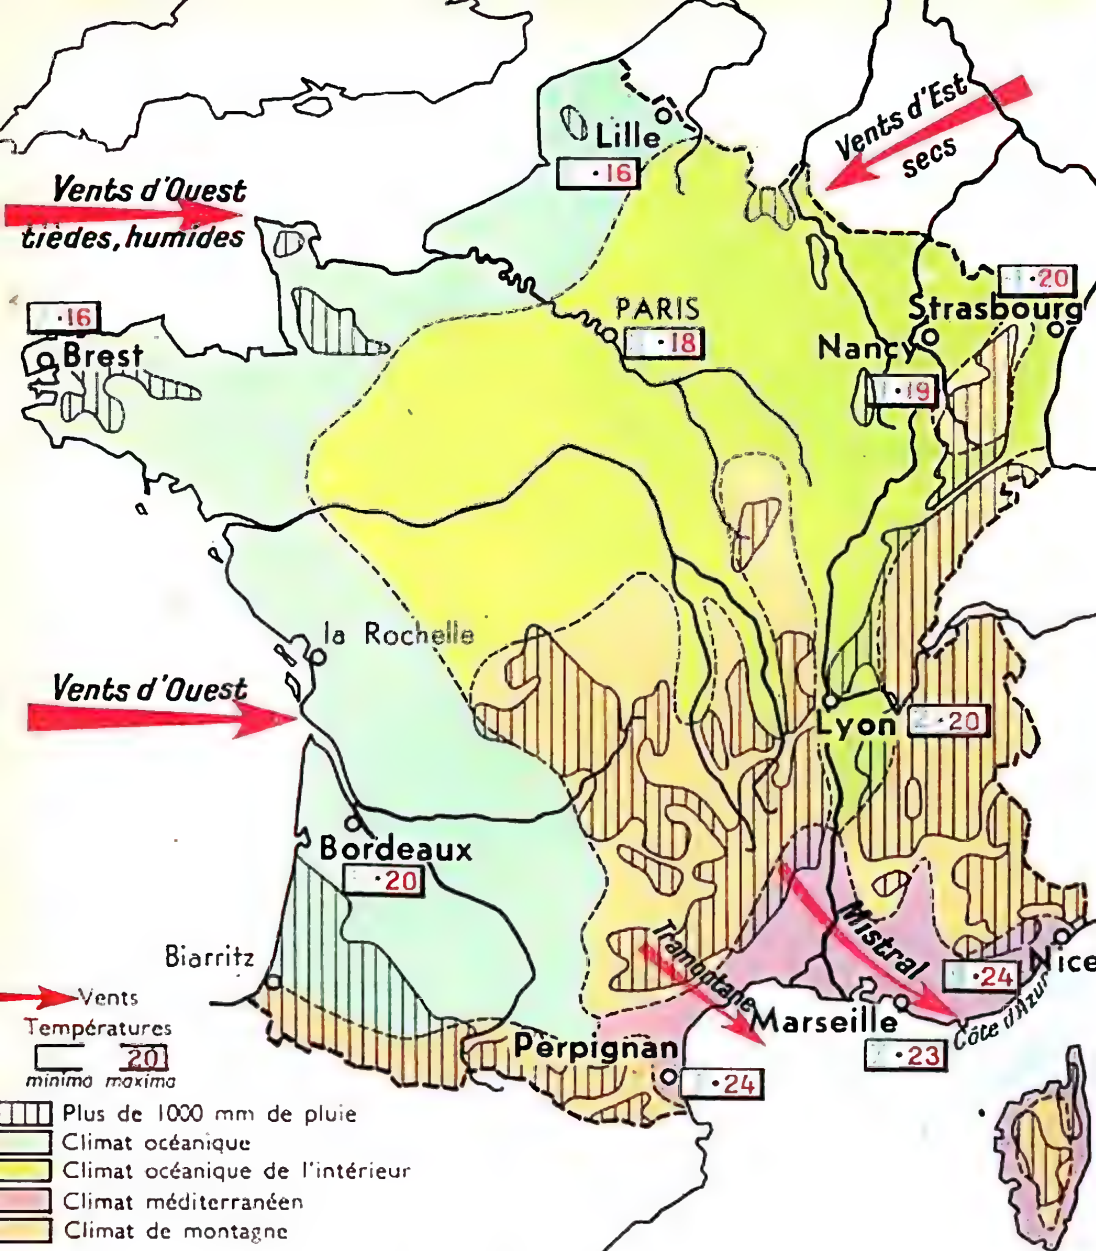 Lille
·16
Vents d'Est
secs
Vents d'Ouest
tièdes, humides
·20
Strasbourg
·16
Brest
PARIS
·18
Nancy
·19
la Rochelle
Vents d'Ouest
Lyon
·20
Bordeaux
·20
Mistral
Tramontane
Biarritz
Nice
·24
Côte d'Azur
Marseille
·23
Perpignan
·24
Vents
Températures
20
minima maxima
Plus de 1000 mm de pluie
Climat océanique
Climat océanique de l'intérieur
Climat méditerranéen
Climat de montagne